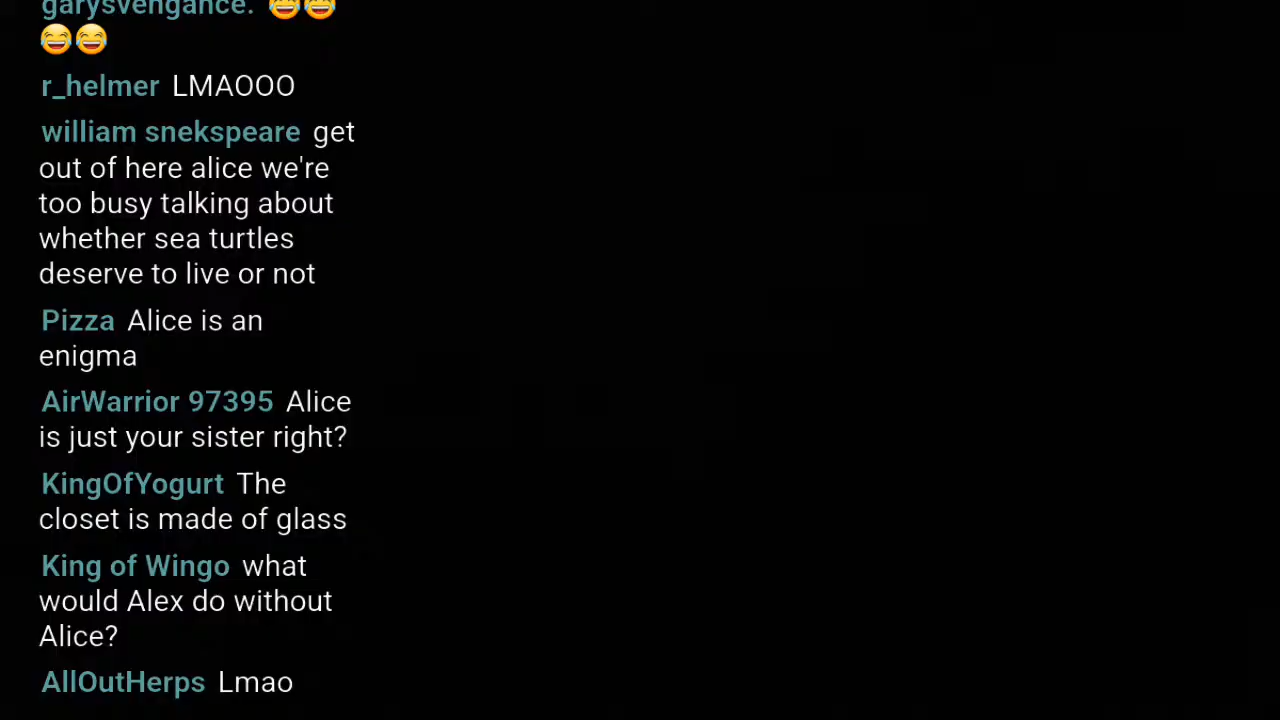 garysvengance. 😂😂
😂😂
r_helmer LMAOOO
william snekspeare get
out of here alice we're
too busy talking about
whether sea turtles
deserve to live or not
Pizza Alice is an
enigma
AirWarrior 97395 Alice
is just your sister right?
KingOfYogurt The
closet is made of glass
King of Wingo what
would Alex do without
Alice?
AllOutHerps Lmao